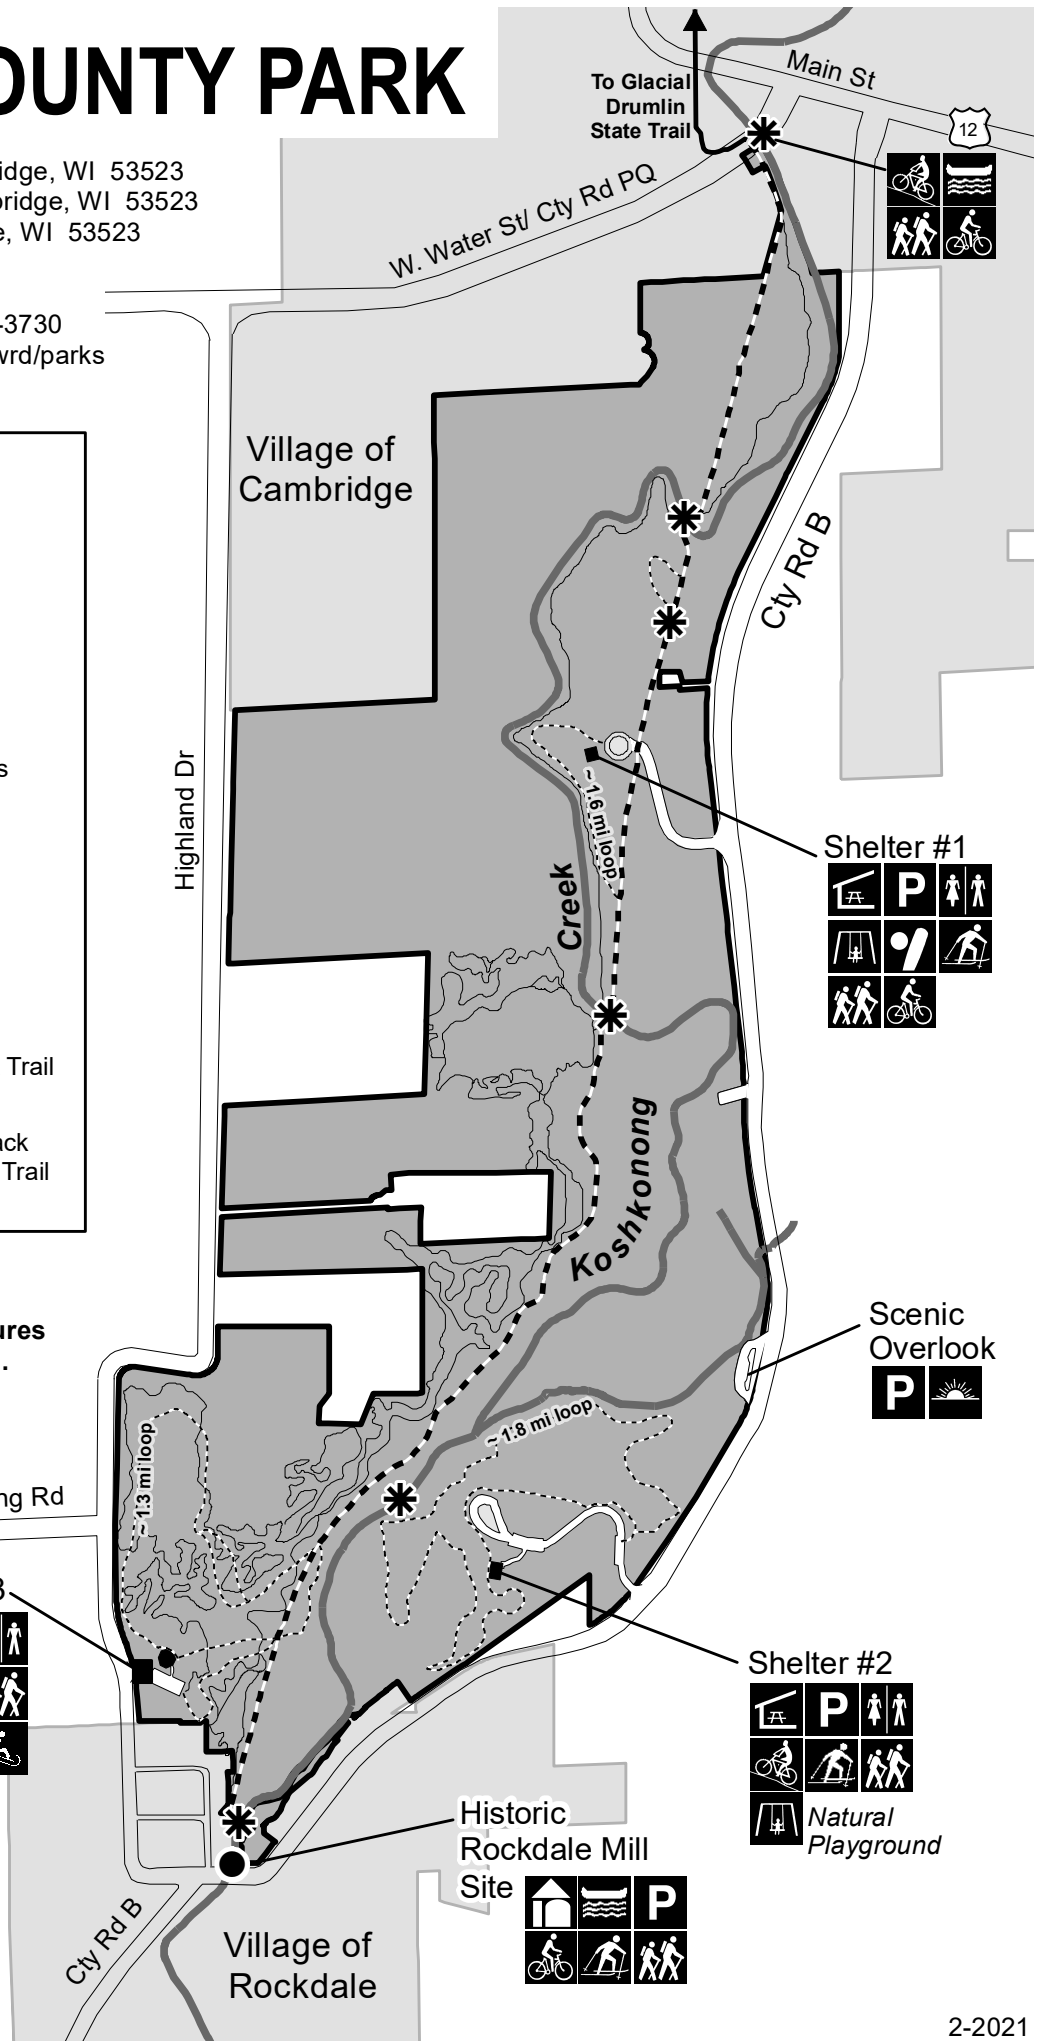 OUNTY PARK
idge, WI 53523
bridge, WI 53523
e, WI 53523
-3730
wrd/parks
To Glacial
Drumlin
State Trail
Main St
12
W. Water St/ Cty Rd PQ
Village of
Cambridge
Cty Rd B
Highland Dr
s
~ 1.6 mi loop
Shelter #1
P
Creek
Trail
ack
Trail
Koshkonong
ures
.
Scenic
Overlook
P
~ 1.8 mi loop
~ 1.3 mi loop
ng Rd
3
Shelter #2
P
Natural
Playground
Historic
Rockdale Mill
Site
P
Cty Rd B
Village of
Rockdale
2-2021